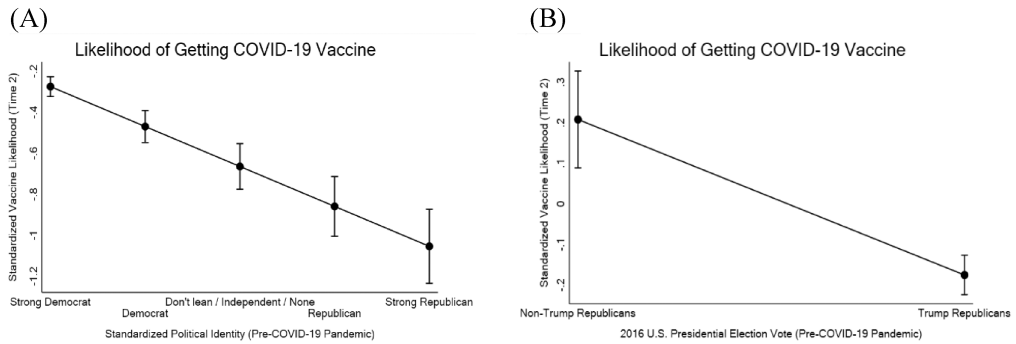 (A)
Likelihood of Getting COVID-19 Vaccine
Standardized Vaccine Likelihood (Time 2)
-.2
-.4
-.6
-.8
-1
-1.2
Strong Democrat
Democrat
Don't lean / Independent / None
Republican
Strong Republican
Standardized Political Identity (Pre-COVID-19 Pandemic)
(B)
Likelihood of Getting COVID-19 Vaccine
Standardized Vaccine Likelihood (Time 2)
.3
.2
.1
0
-.1
-.2
Non-Trump Republicans
Trump Republicans
2016 U.S. Presidential Election Vote (Pre-COVID-19 Pandemic)